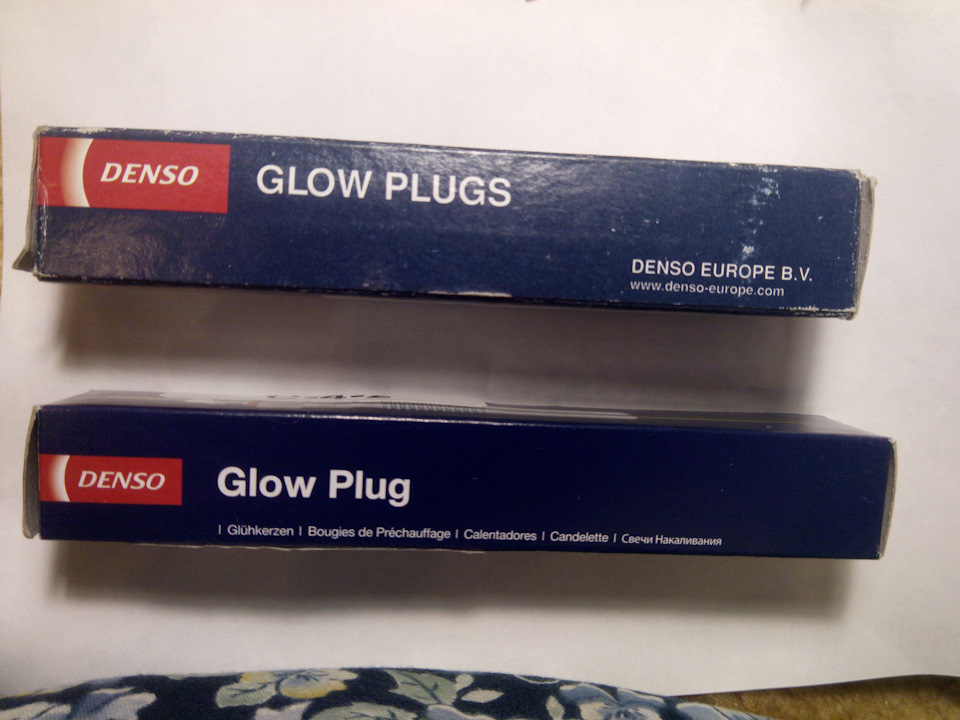 DENSO
GLOW PLUGS
DENSO EUROPE B.V.
www.denso-europe.com
DENSO
Glow Plug
| Glühkerzen | Bougies de Préchauffage | Calentadores | Candelette | Свечи Накаливания